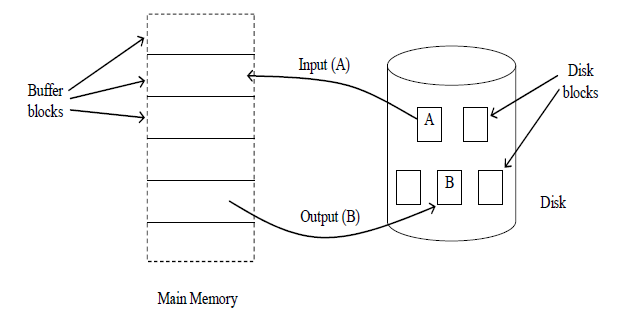 Input (A)
Buffer
blocks
Disk
blocks
A
B
Output (B)
Disk
Main Memory